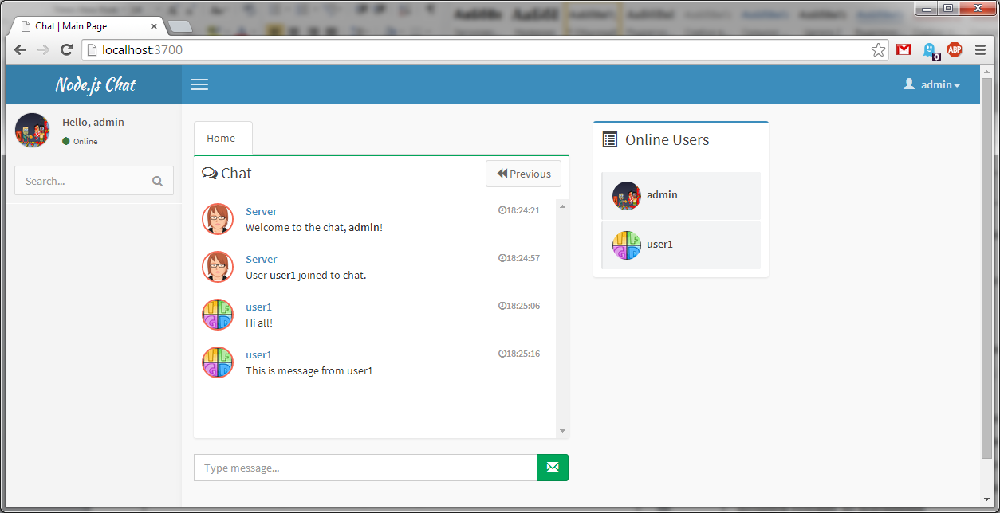 Chat | Main Page
localhost:3700
0
ABP
Node.js Chat
admin
Hello, admin
Online
Search...
Home
Chat
Previous
Server
18:24:21
Welcome to the chat, admin!
Server
18:24:57
User user1 joined to chat.
user1
18:25:06
Hi all!
user1
18:25:16
This is message from user1
Type message...
Online Users
admin
user1